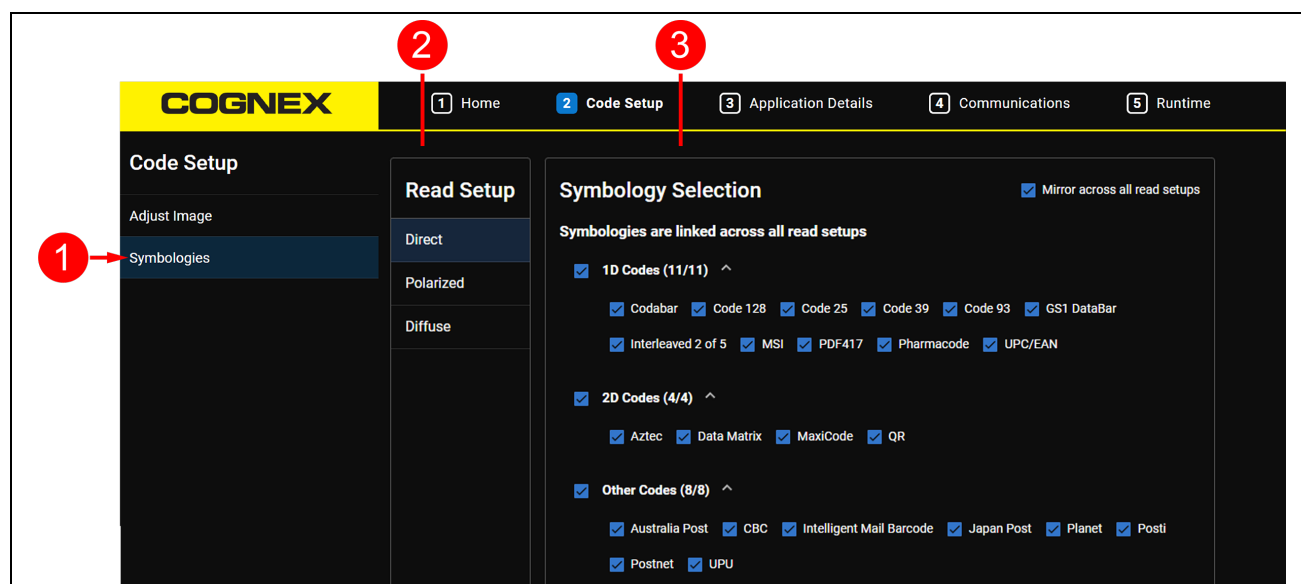 2 3
COGNEX 1 Home 2 Code Setup 3 Application Details 4 Communications 5 Runtime
Code Setup
Adjust Image
1 Symbologies
Read Setup
Direct
Polarized
Diffuse
Symbology Selection Mirror across all read setups
Symbologies are linked across all read setups
1D Codes (11/11)
Codabar Code 128 Code 25 Code 39 Code 93 GS1 DataBar
Interleaved 2 of 5 MSI PDF417 Pharmacode UPC/EAN
2D Codes (4/4)
Aztec Data Matrix MaxiCode QR
Other Codes (8/8)
Australia Post CBC Intelligent Mail Barcode Japan Post Planet Posti
Postnet UPU